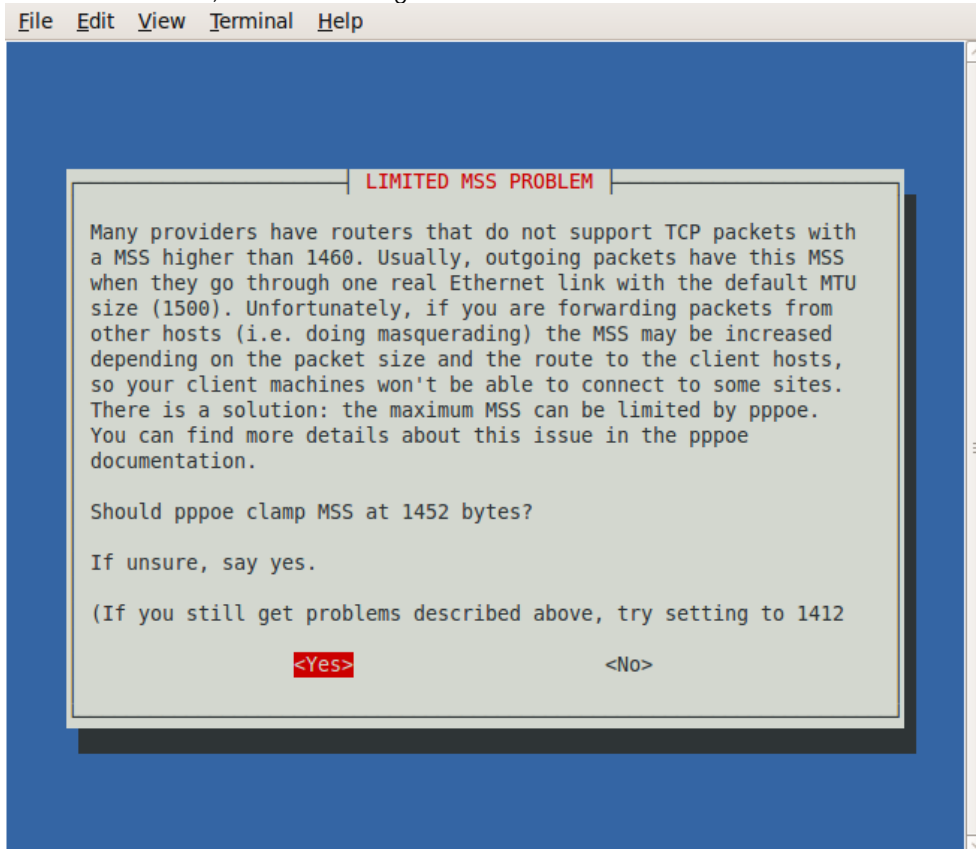 File Edit View Terminal Help
LIMITED MSS PROBLEM
Many providers have routers that do not support TCP packets with
a MSS higher than 1460. Usually, outgoing packets have this MSS
when they go through one real Ethernet link with the default MTU
size (1500). Unfortunately, if you are forwarding packets from
other hosts (i.e. doing masquerading) the MSS may be increased
depending on the packet size and the route to the client hosts,
so your client machines won't be able to connect to some sites.
There is a solution: the maximum MSS can be limited by pppoe.
You can find more details about this issue in the pppoe
documentation.
Should pppoe clamp MSS at 1452 bytes?
If unsure, say yes.
(If you still get problems described above, try setting to 1412
<Yes> <No>